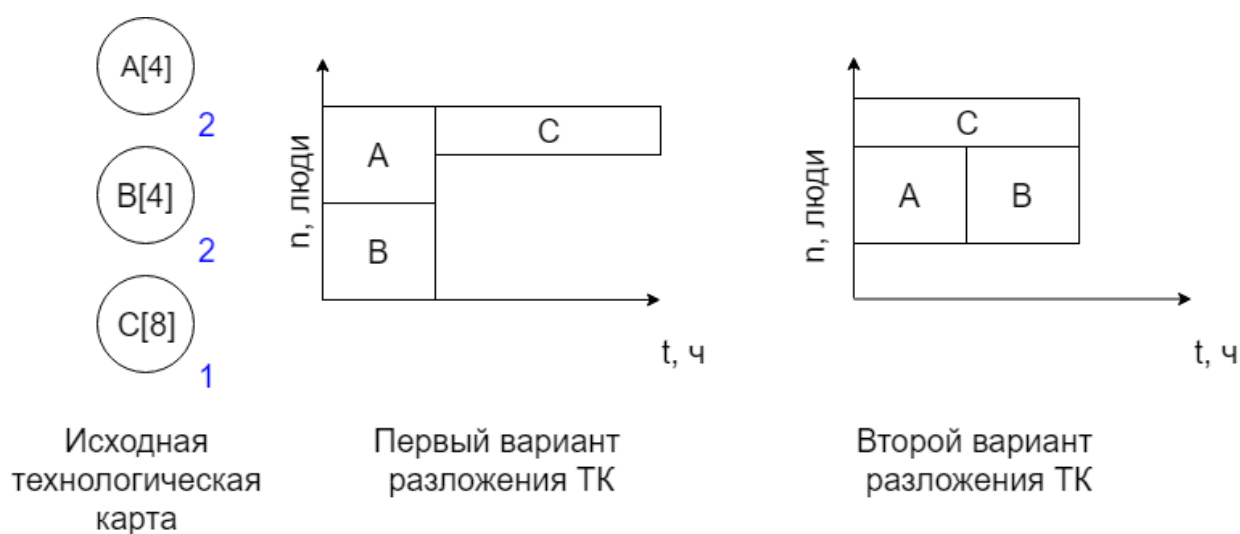 A[4]
2
B[4]
2
C[8]
1
Исходная
технологическая
карта
n, люди
A
B
C
t, ч
Первый вариант
разложения ТК
n, люди
C
A
B
t, ч
Второй вариант
разложения ТК